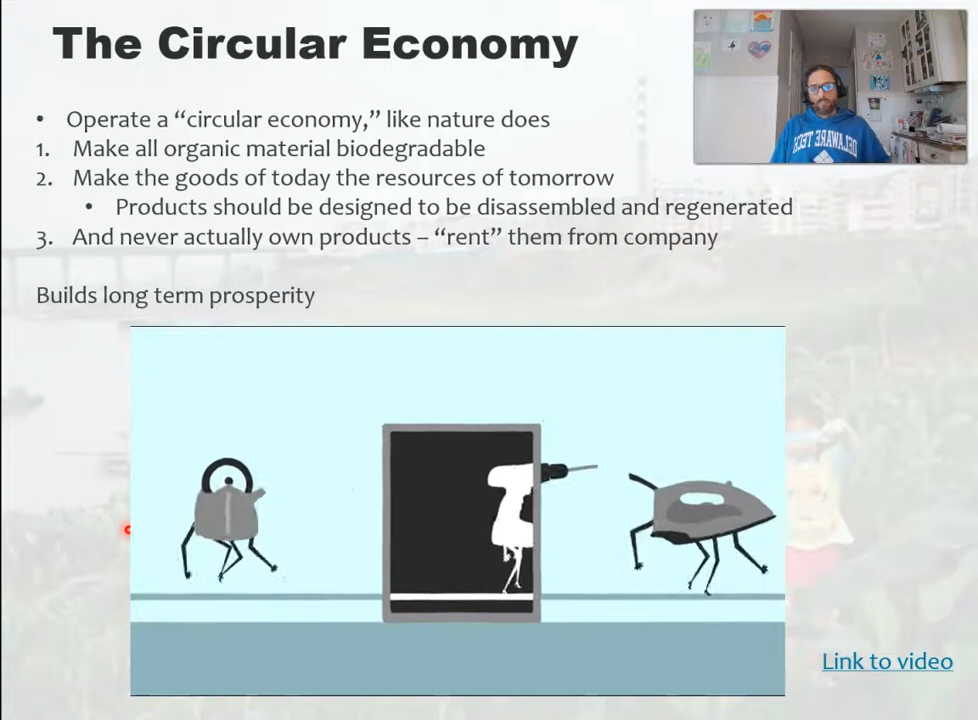 The Circular Economy
• Operate a “circular economy,” like nature does
1. Make all organic material biodegradable
2. Make the goods of today the resources of tomorrow
• Products should be designed to be disassembled and regenerated
3. And never actually own products – “rent” them from company
Builds long term prosperity
DELAWARE TECH
Link to video